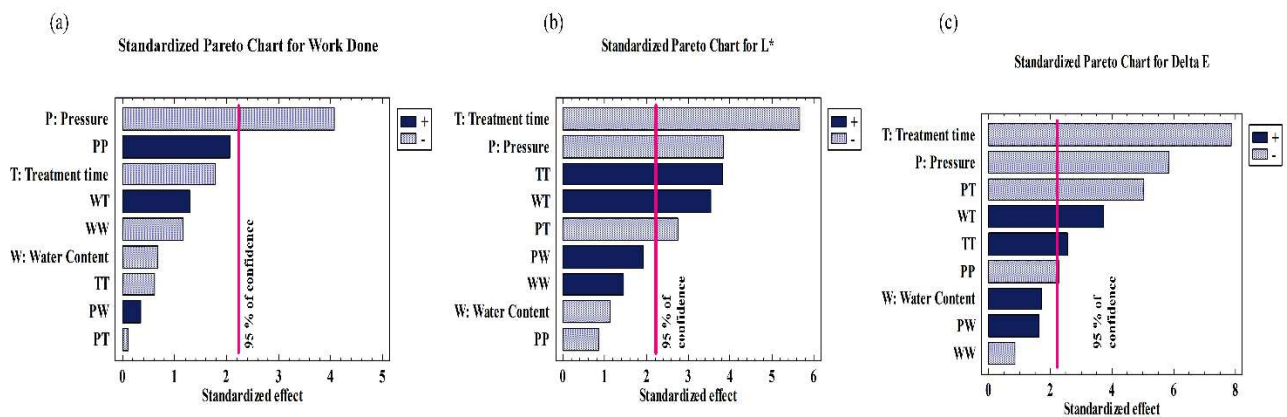 (a)
Standardized Pareto Chart for Work Done
P: Pressure
PP
T: Treatment time
WT
WW
W: Water Content
TT
PW
PT
+
-
95 % of confidence
0 1 2 3 4 5
Standardized effect
(b)
Standardized Pareto Chart for L*
T: Treatment time
P: Pressure
TT
WT
PT
PW
WW
W: Water Content
PP
+
-
95 % of
confidence
0 1 2 3 4 5 6
Standardized effect
(c)
Standardized Pareto Chart for Delta E
T: Treatment time
P: Pressure
PT
WT
TT
PP
W: Water Content
PW
WW
+
-
95 % of
confidence
0 2 4 6 8
Standardized effect